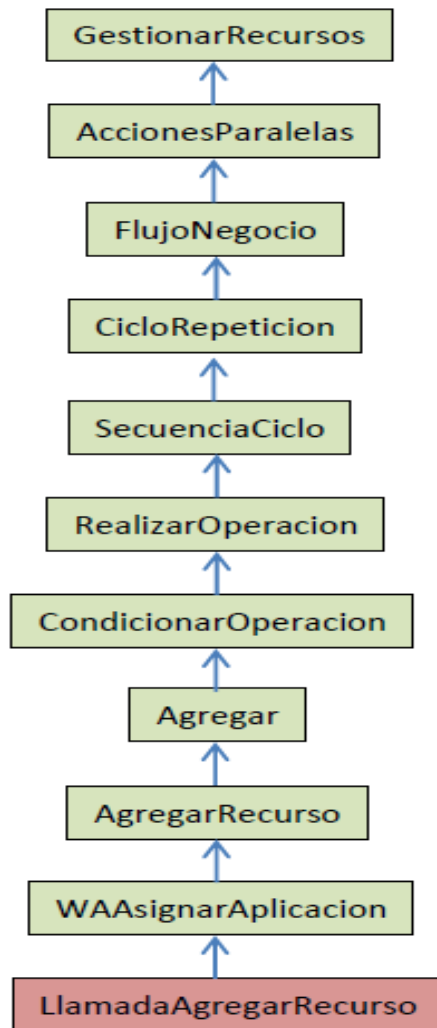 GestionarRecursos
AccionesParalelas
FlujoNegocio
CicloRepeticion
SecuenciaCiclo
RealizarOperacion
CondicionarOperacion
Agregar
AgregarRecurso
WAAsignarAplicacion
LlamadaAgregarRecurso